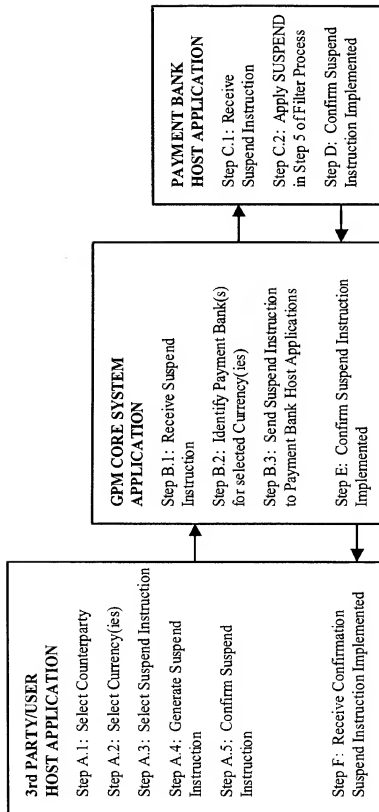 3rd PARTY/USER
HOST APPLICATION
Step A.1: Select Counterparty
Step A.2: Select Currency(ies)
Step A.3: Select Suspend Instruction
Step A.4: Generate Suspend
Instruction
Step A.5: Confirm Suspend
Instruction
Step F: Receive Confirmation
Suspend Instruction Implemented
GPM CORE SYSTEM
APPLICATION
Step B.1: Receive Suspend
Instruction
Step B.2: Identify Payment Bank(s)
for selected Currency(ies)
Step B.3: Send Suspend Instruction
to Payment Bank Host Applications
Step E: Confirm Suspend Instruction
Implemented
PAYMENT BANK
HOST APPLICATION
Step C.1: Receive
Suspend Instruction
Step C.2: Apply SUSPEND
in Step 5 of Filter Process
Step D: Confirm Suspend
Instruction Implemented